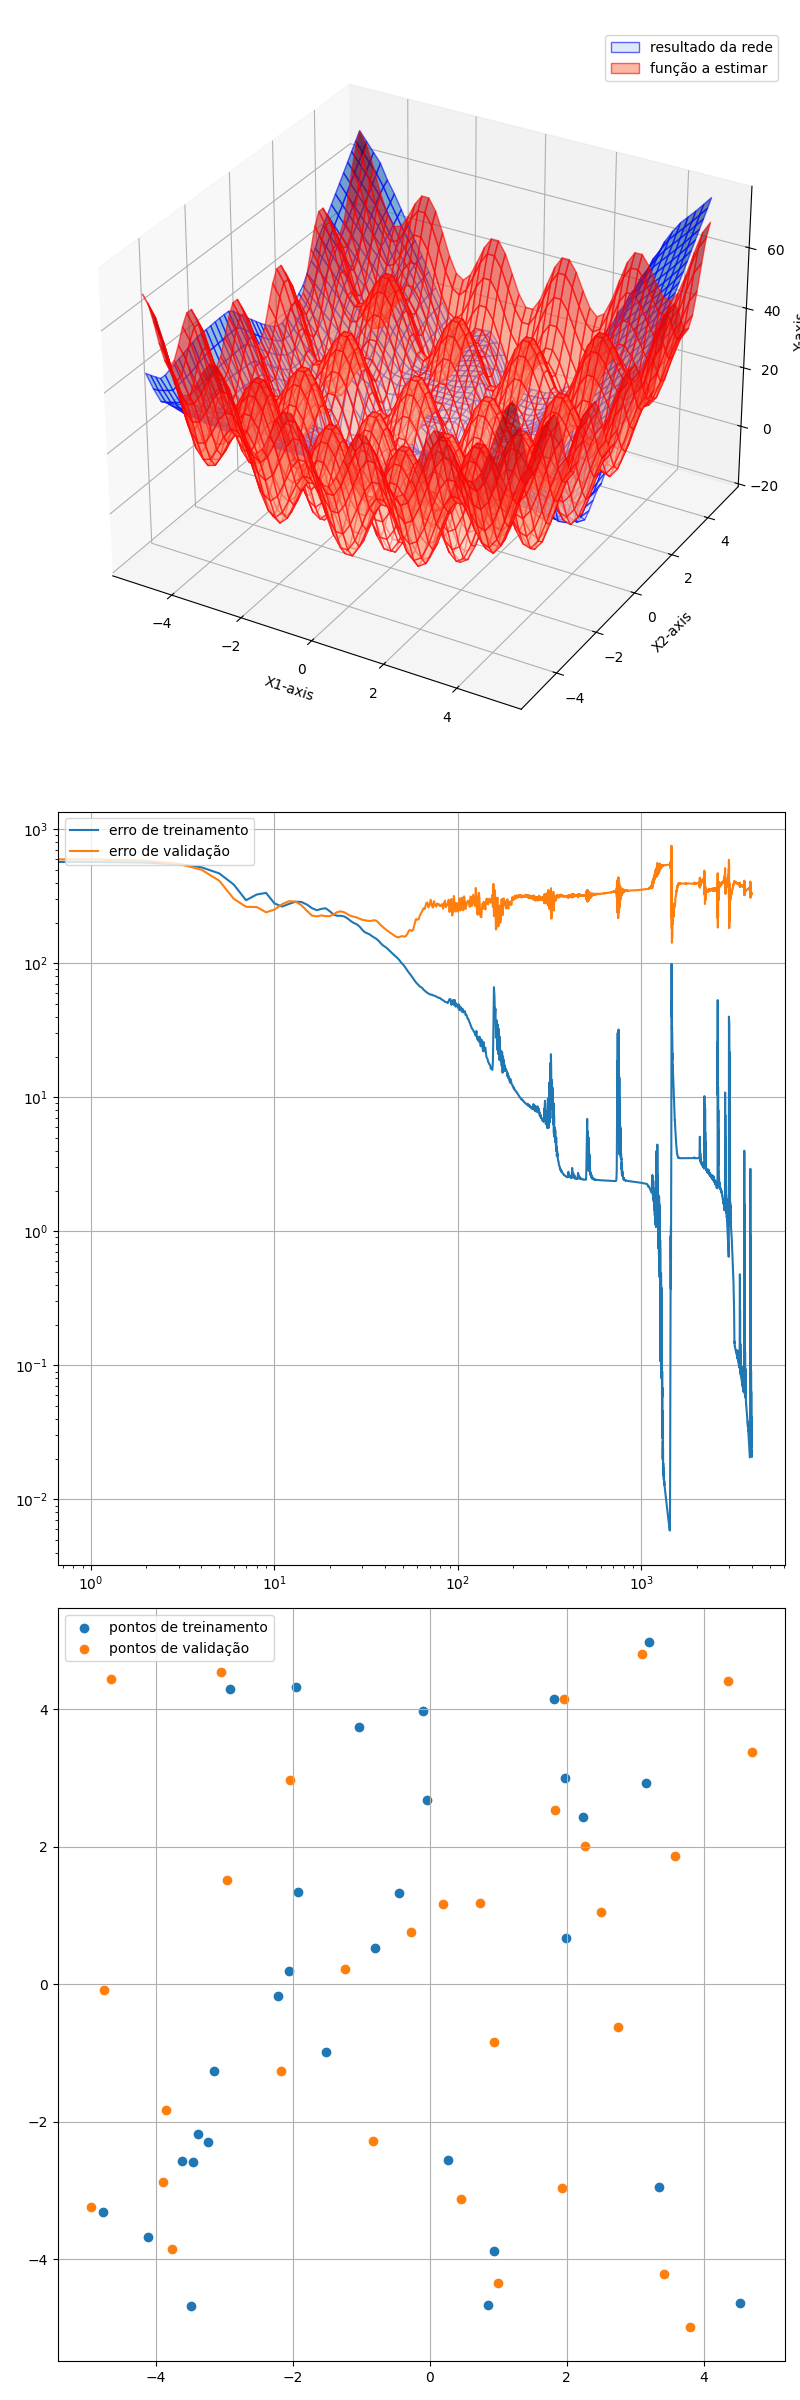 resultado da rede
função a estimar
60
40
20
0
−20
Y-axis
4
2
0
−2
−4
X2-axis
−4
−2
0
2
4
X1-axis
erro de treinamento
erro de validação
10³
10²
10¹
10⁰
10⁻¹
10⁻²
10⁰ 10¹ 10² 10³
pontos de treinamento
pontos de validação
4
2
0
−2
−4
−4 −2 0 2 4